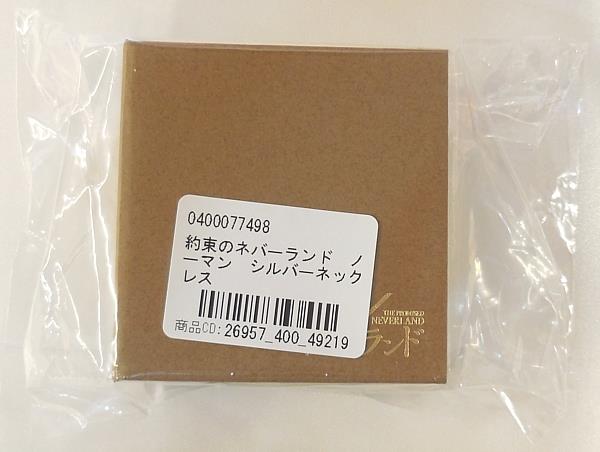 0400077498
約束のネバーランド　ノ
ーマン　シルバーネック
レス
商品CD:26957_400_49219
THE PROMISED
NEVERLAND
ランド